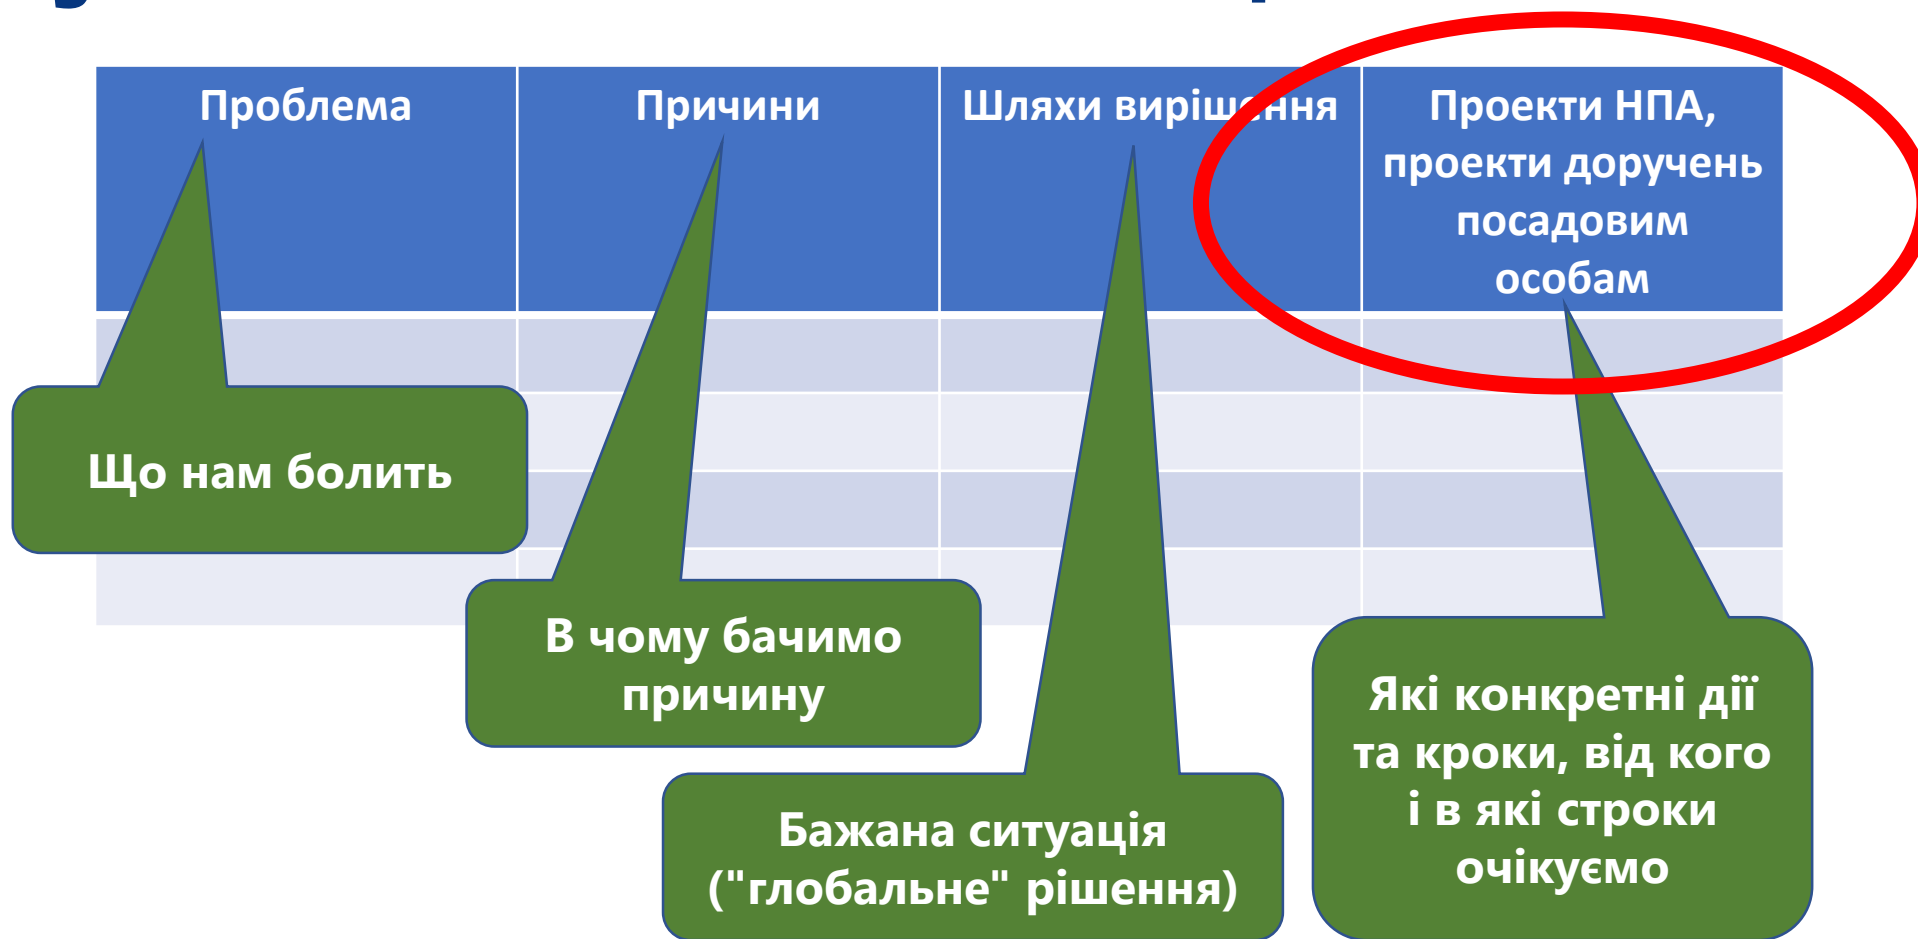 Проблема
Причини
Шляхи вирішення
Проекти НПА,
проекти доручень
посадовим
особам
Що нам болить
В чому бачимо
причину
Бажана ситуація
("глобальне" рішення)
Які конкретні дії
та кроки, від кого
і в які строки
очікуємо